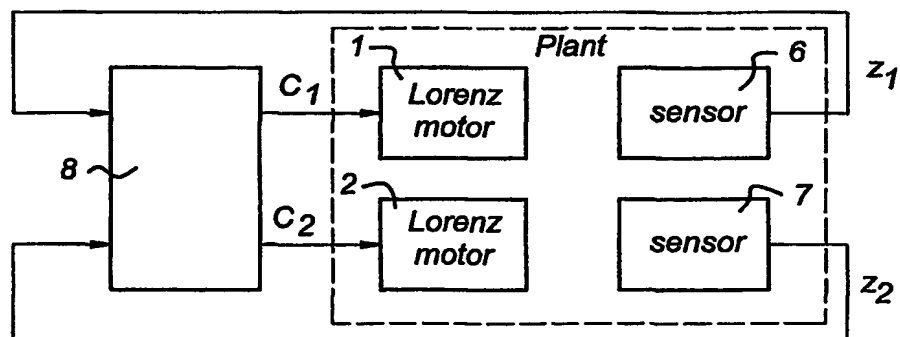 Plant
1
6
z1
C1
Lorenz
motor
sensor
8
2
7
C2
Lorenz
motor
sensor
z2